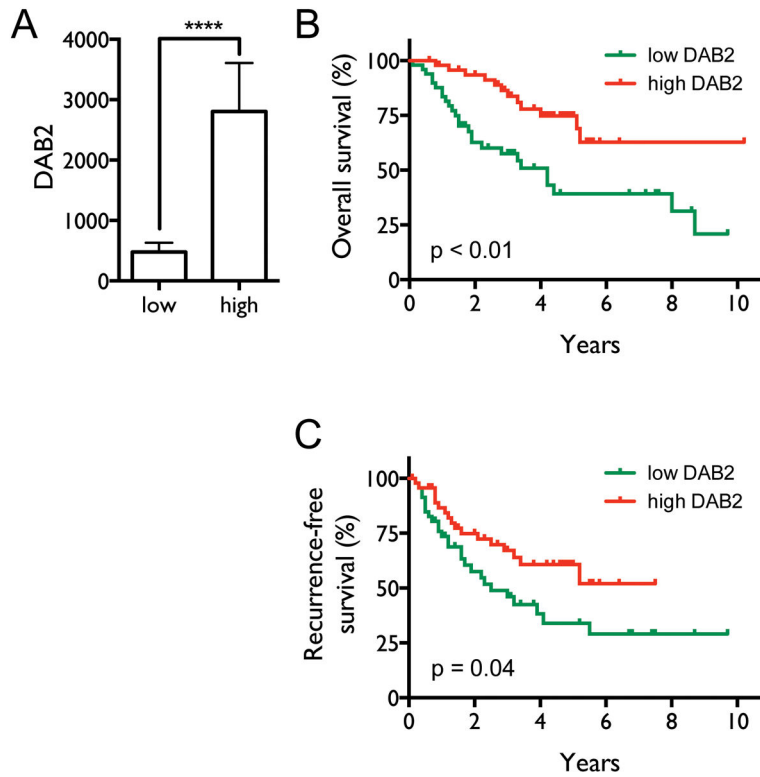 A
****
DAB2
4000
3000
2000
1000
0
low
high
B
low DAB2
high DAB2
Overall survival (%)
100
75
50
25
0
p < 0.01
0 2 4 6 8 10
Years
C
low DAB2
high DAB2
Recurrence-free
survival (%)
100
75
50
25
0
p = 0.04
0 2 4 6 8 10
Years